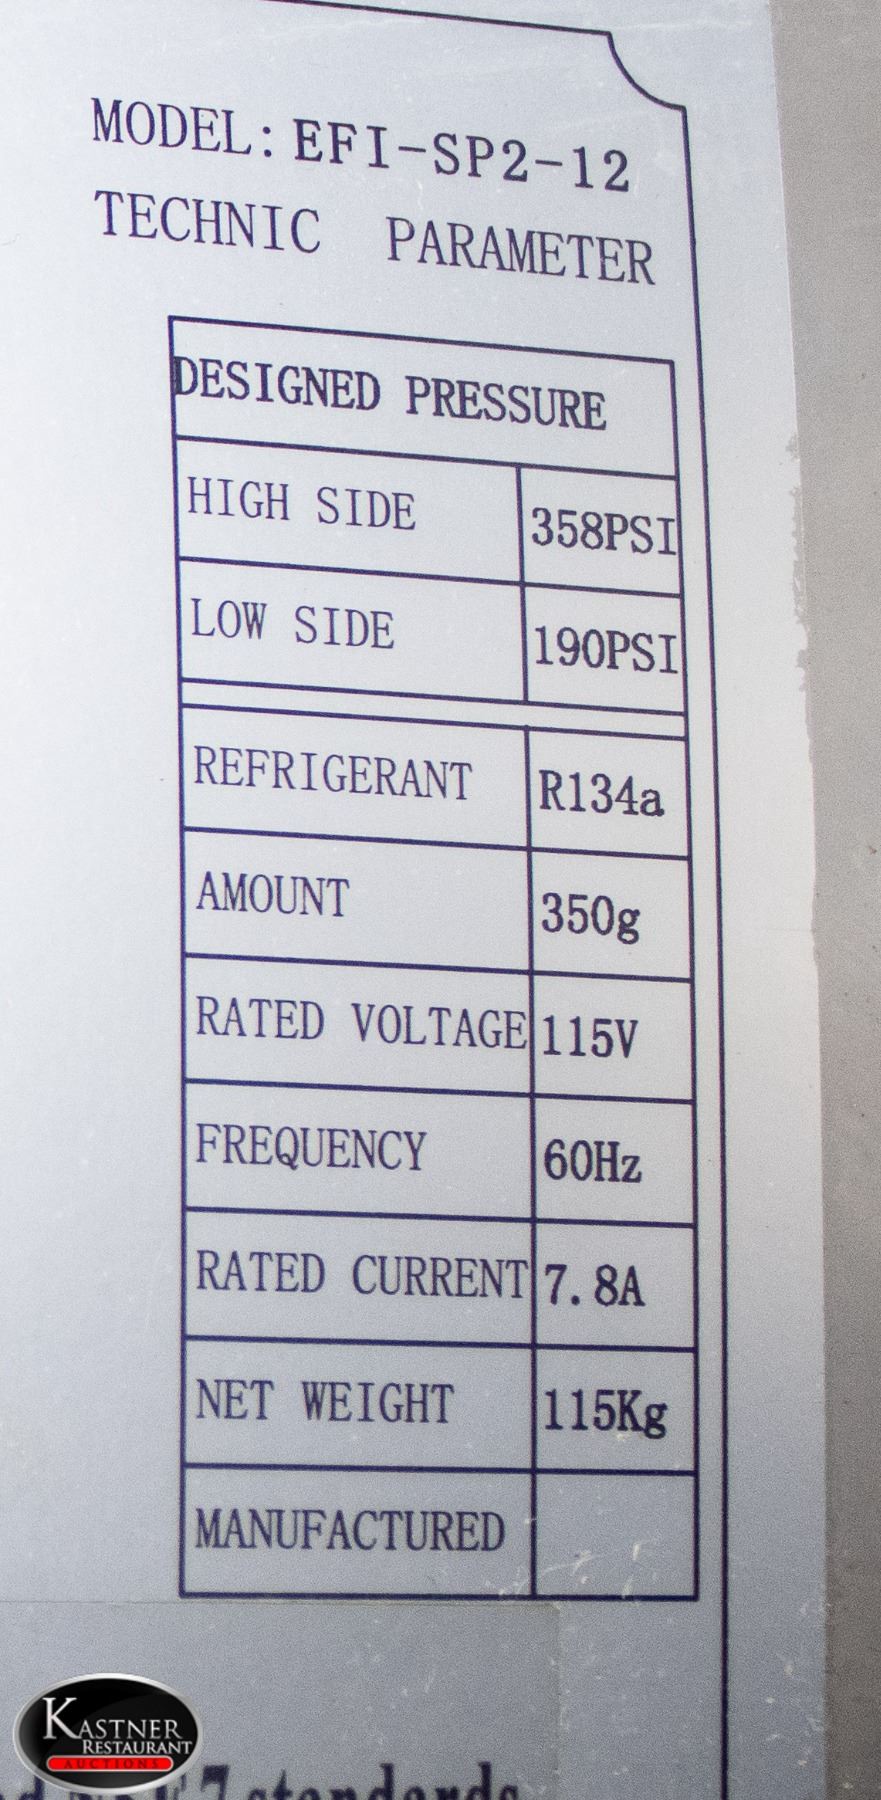 MODEL: EFI-SP2-12
TECHNIC PARAMETER
DESIGNED PRESSURE
HIGH SIDE 358PSI
LOW SIDE 190PSI
REFRIGERANT R134a
AMOUNT 350g
RATED VOLTAGE 115V
FREQUENCY 60Hz
RATED CURRENT 7.8A
NET WEIGHT 115Kg
MANUFACTURED
KASTNER
RESTAURANT
AUCTIONS
7 standards